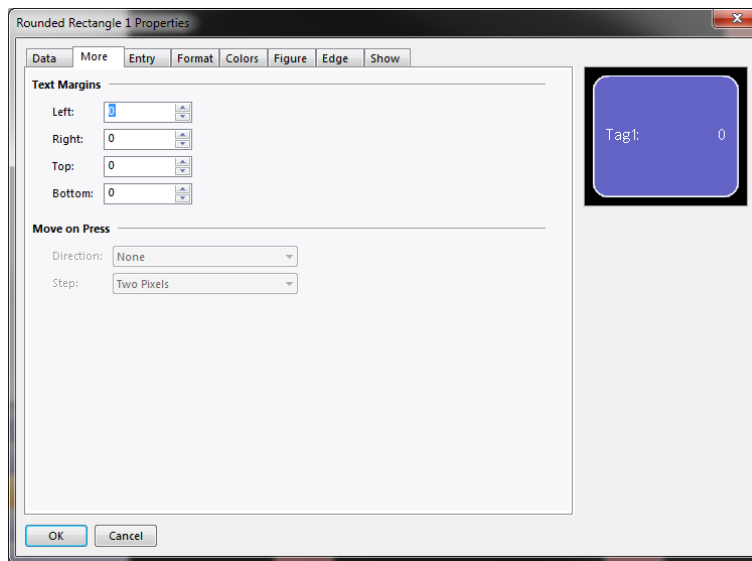 Rounded Rectangle 1 Properties
Data More Entry Format Colors Figure Edge Show
Text Margins
Left: 0
Right: 0
Top: 0
Bottom: 0
Move on Press
Direction: None
Step: Two Pixels
Tag1: 0
OK Cancel